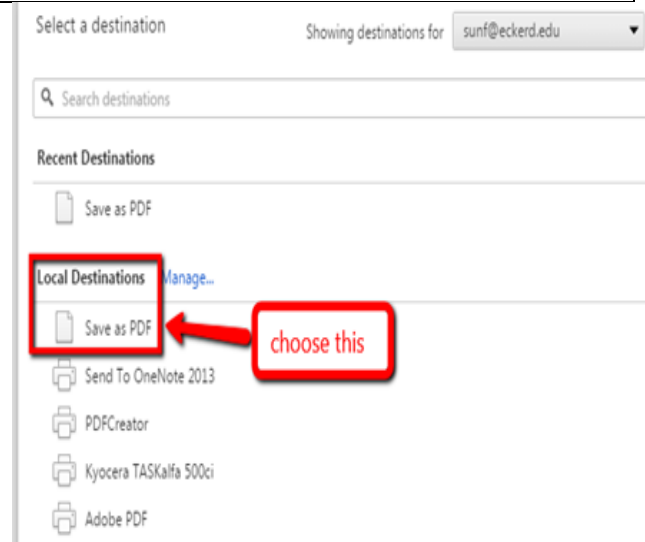 Select a destination
Showing destinations for sunf@eckerd.edu
Search destinations
Recent Destinations
Save as PDF
Local Destinations Manage...
Save as PDF
choose this
Send To OneNote 2013
PDFCreator
Kyocera TASKalfa 500ci
Adobe PDF